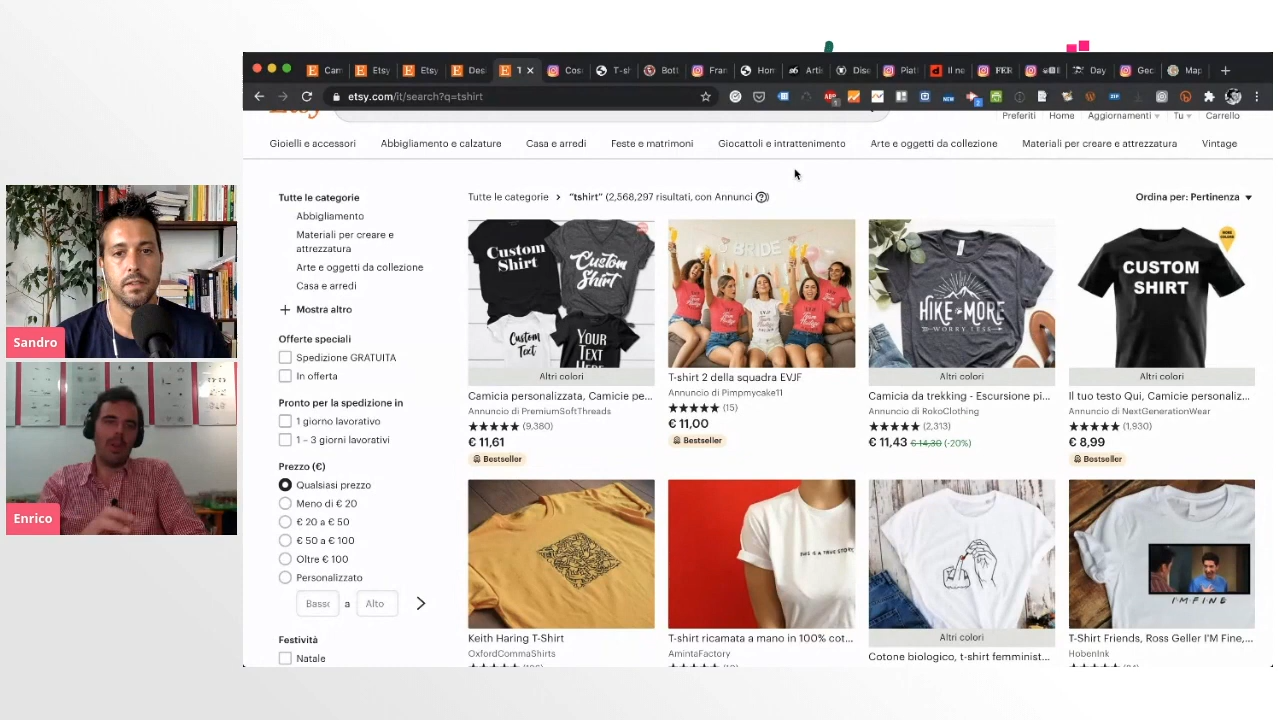 Etsy
Etsy
Etsy
etsy.com/it/search?q=tshirt
Preferiti
Home
Aggiornamenti
Tu
Carrello
Gioielli e accessori
Abbigliamento e calzature
Casa e arredi
Feste e matrimoni
Giocattoli e intrattenimento
Arte e oggetti da collezione
Materiali per creare e attrezzatura
Vintage
Tutte le categorie
Abbigliamento
Materiali per creare e
attrezzatura
Arte e oggetti da collezione
Casa e arredi
+ Mostra altro
Offerte speciali
Spedizione GRATUITA
In offerta
Pronto per la spedizione in
1 giorno lavorativo
1 – 3 giorni lavorativi
Prezzo (€)
Qualsiasi prezzo
Meno di € 20
€ 20 a € 50
€ 50 a € 100
Oltre € 100
Personalizzato
a
Alto
Festività
Natale
Tutte le categorie > “tshirt” (2,568,297 risultati, con Annunci ?)
Ordina per: Pertinenza
Custom
Shirt
Custom
Shirt
Custom
Text
YOUR
TEXT
HERE
Altri colori
Camicia personalizzata, Camicie pe...
Annuncio di PremiumSoftThreads
(9,380)
€ 11,61
Bestseller
BRIDE
T-shirt 2 della squadra EVJF
Annuncio di Pimpmycake11
(15)
€ 11,00
Bestseller
HIKE MORE
WORRY LESS
Altri colori
Camicia da trekking - Escursione pi...
Annuncio di RokoClothing
(2,313)
€ 11,43 € 14,30 (-20%)
CUSTOM
SHIRT
Altri colori
Il tuo testo Qui, Camicie personaliz...
Annuncio di NextGenerationWear
(1,930)
€ 8,99
Bestseller
Keith Haring T-Shirt
OxfordCommaShirts
THIS IS A TRUE STORY
T-shirt ricamata a mano in 100% cot...
AmintaFactory
Altri colori
Cotone biologico, t-shirt femminist...
I'M FINE
T-Shirt Friends, Ross Geller I'M Fine,...
HobenInk
Sandro
Enrico